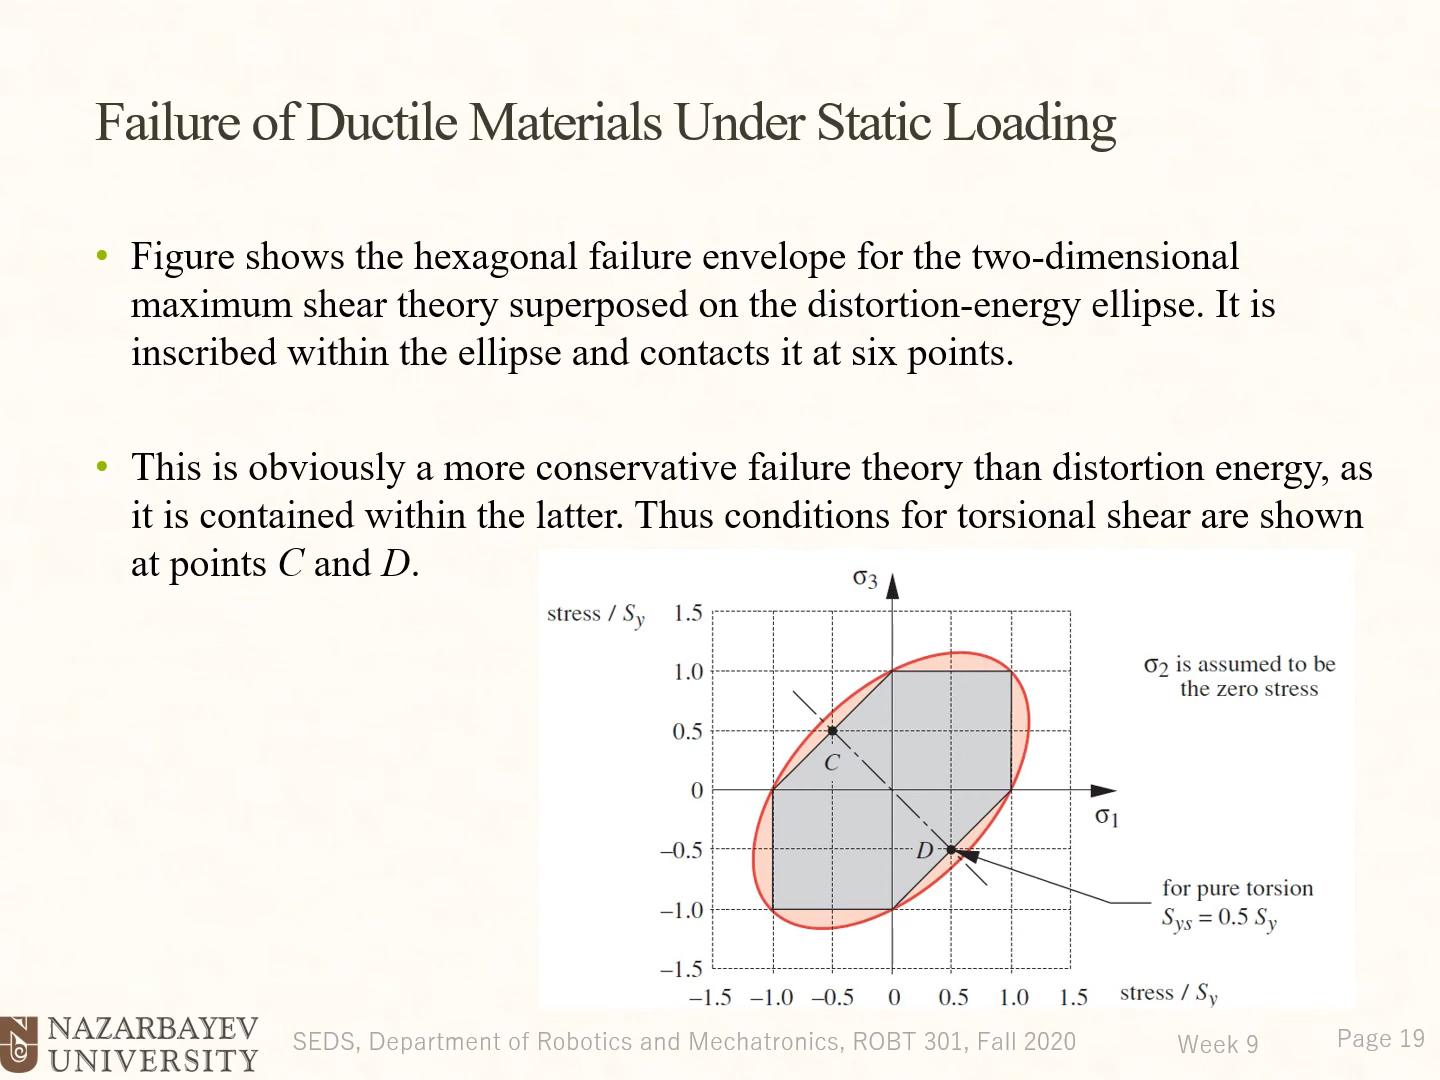 Failure of Ductile Materials Under Static Loading
• Figure shows the hexagonal failure envelope for the two-dimensional
maximum shear theory superposed on the distortion-energy ellipse. It is
inscribed within the ellipse and contacts it at six points.
• This is obviously a more conservative failure theory than distortion energy, as
it is contained within the latter. Thus conditions for torsional shear are shown
at points C and D.
σ3
stress / Sy
1.5
1.0
0.5
0
–0.5
–1.0
–1.5
σ2 is assumed to be
the zero stress
C
D
σ1
for pure torsion
Sys = 0.5 Sy
–1.5 –1.0 –0.5 0 0.5 1.0 1.5
stress / Sy
NAZARBAYEV
UNIVERSITY
SEDS, Department of Robotics and Mechatronics, ROBT 301, Fall 2020
Week 9
Page 19